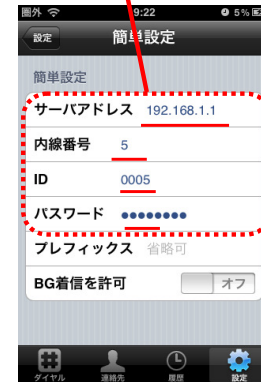 圏外 9:22 5%
設定 簡単設定
簡単設定
サーバアドレス 192.168.1.1
内線番号 5
ID 0005
パスワード ●●●●●●●●
プレフィックス 省略可
BG着信を許可 オフ
ダイヤル 連絡先 履歴 設定